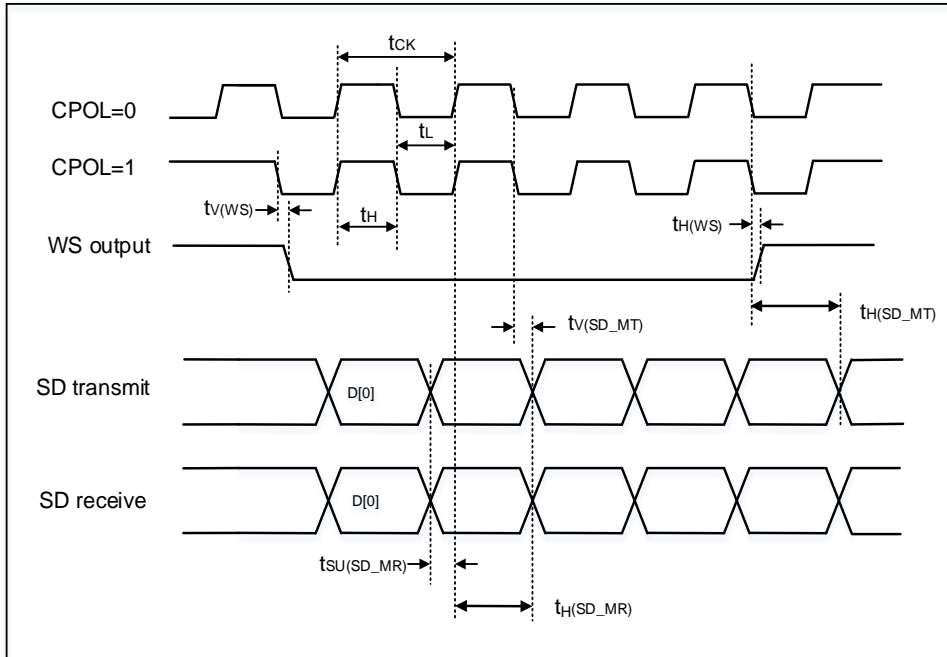 tCK
CPOL=0
tL
CPOL=1
tV(WS)
tH
tH(WS)
WS output
tH(SD_MT)
tV(SD_MT)
SD transmit
D[0]
SD receive
D[0]
tSU(SD_MR)
tH(SD_MR)